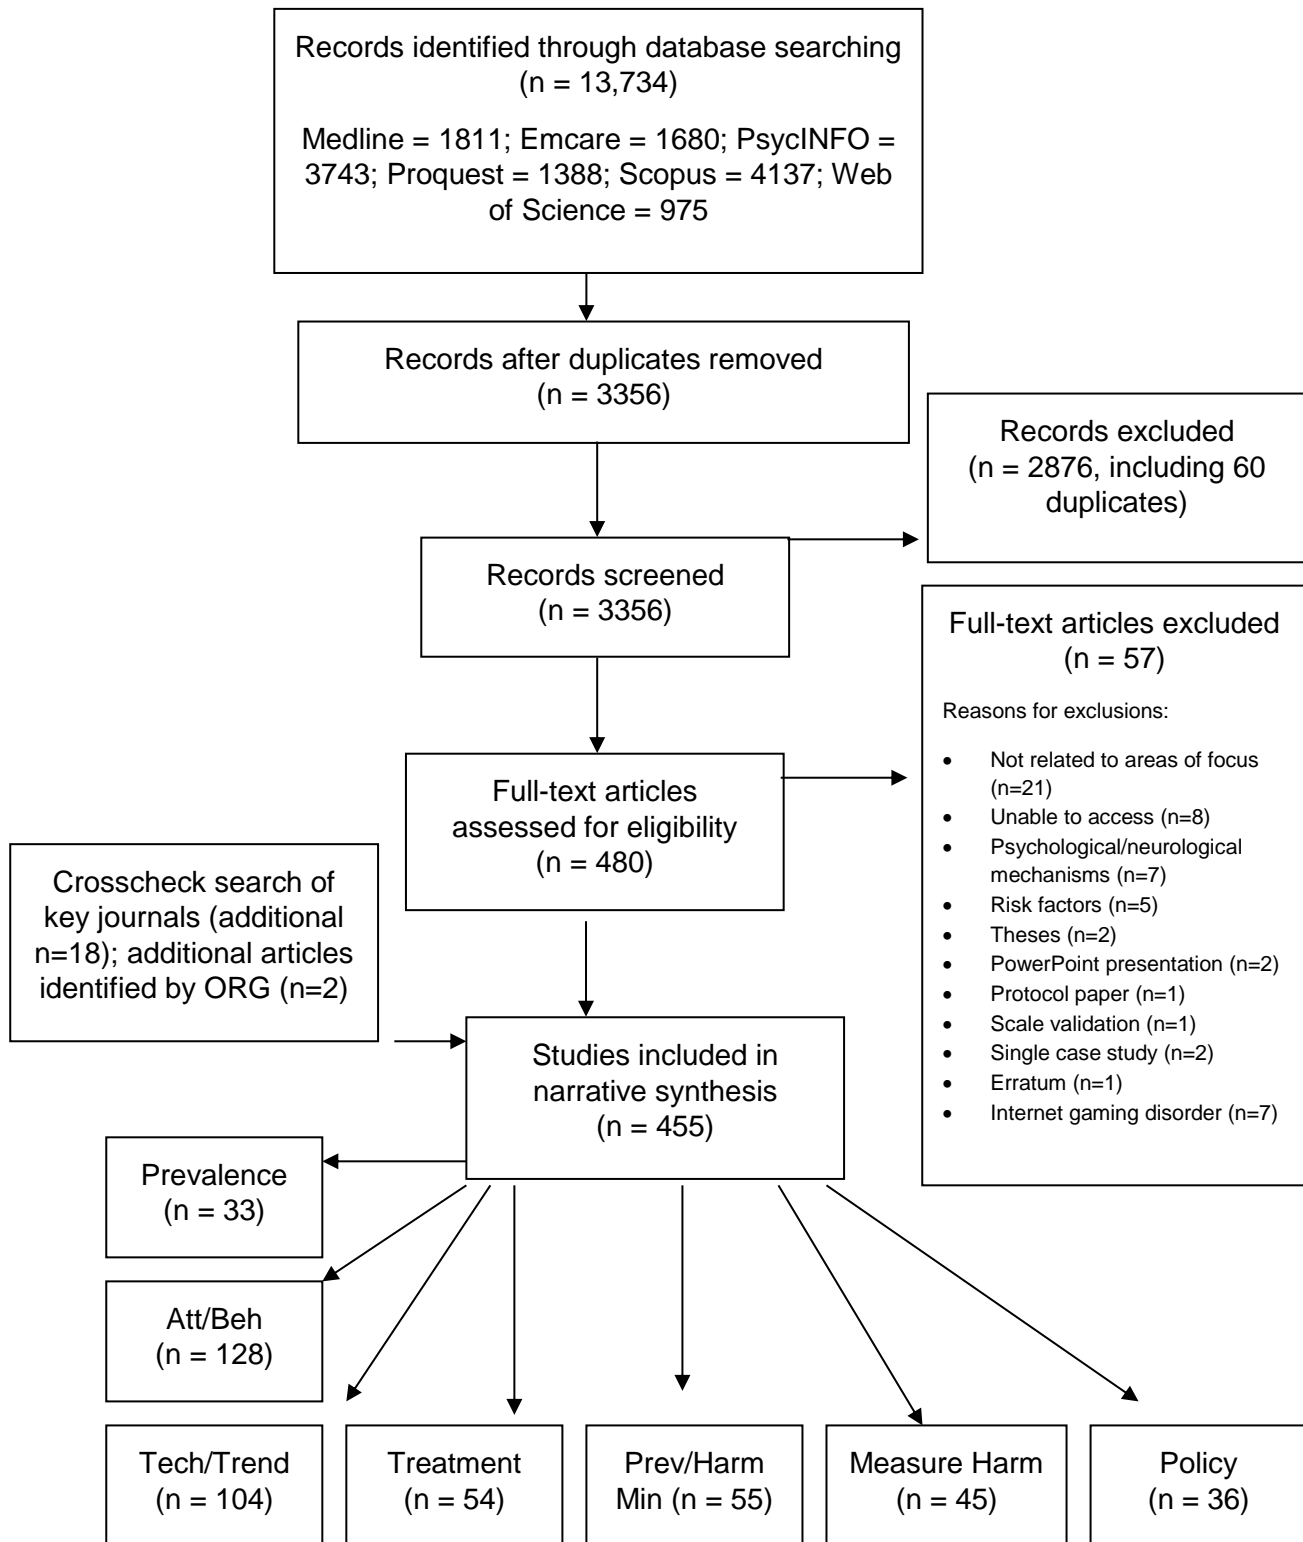 Records identified through database searching
(n = 13,734)
Medline = 1811; Emcare = 1680; PsycINFO =
3743; Proquest = 1388; Scopus = 4137; Web
of Science = 975
Records after duplicates removed
(n = 3356)
Records excluded
(n = 2876, including 60
duplicates)
Records screened
(n = 3356)
Full-text articles excluded
(n = 57)
Reasons for exclusions:
• Not related to areas of focus
(n=21)
• Unable to access (n=8)
• Psychological/neurological
mechanisms (n=7)
• Risk factors (n=5)
• Theses (n=2)
• PowerPoint presentation (n=2)
• Protocol paper (n=1)
• Scale validation (n=1)
• Single case study (n=2)
• Erratum (n=1)
• Internet gaming disorder (n=7)
Full-text articles
assessed for eligibility
(n = 480)
Crosscheck search of
key journals (additional
n=18); additional articles
identified by ORG (n=2)
Studies included in
narrative synthesis
(n = 455)
Prevalence
(n = 33)
Att/Beh
(n = 128)
Tech/Trend
(n = 104)
Treatment
(n = 54)
Prev/Harm
Min (n = 55)
Measure Harm
(n = 45)
Policy
(n = 36)